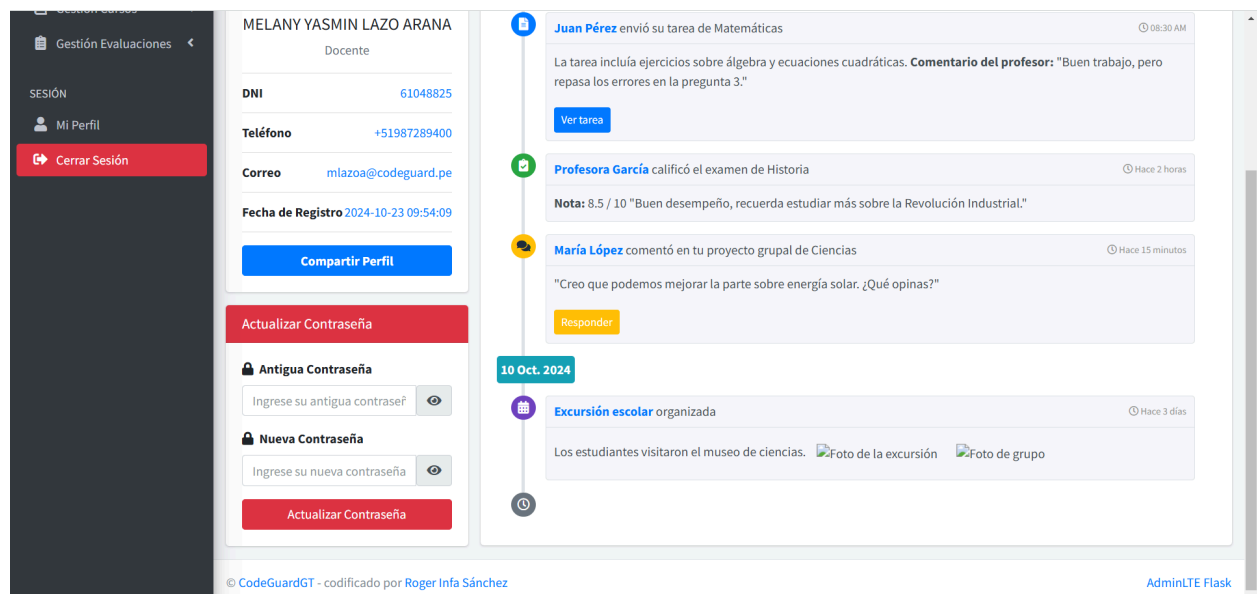 Gestión Cursos
Gestión Evaluaciones
SESIÓN
Mi Perfil
Cerrar Sesión
MELANY YASMIN LAZO ARANA
Docente
DNI 61048825
Teléfono +51987289400
Correo mlazoa@codeguard.pe
Fecha de Registro 2024-10-23 09:54:09
Compartir Perfil
Actualizar Contraseña
Antigua Contraseña
Ingrese su antigua contraseñ
Nueva Contraseña
Ingrese su nueva contraseña
Actualizar Contraseña
Juan Pérez envió su tarea de Matemáticas 08:30 AM
La tarea incluía ejercicios sobre álgebra y ecuaciones cuadráticas. Comentario del profesor: "Buen trabajo, pero
repasa los errores en la pregunta 3."
Ver tarea
Profesora García calificó el examen de Historia Hace 2 horas
Nota: 8.5 / 10 "Buen desempeño, recuerda estudiar más sobre la Revolución Industrial."
María López comentó en tu proyecto grupal de Ciencias Hace 15 minutos
"Creo que podemos mejorar la parte sobre energía solar. ¿Qué opinas?"
Responder
10 Oct. 2024
Excursión escolar organizada Hace 3 días
Los estudiantes visitaron el museo de ciencias. Foto de la excursión Foto de grupo
© CodeGuardGT - codificado por Roger Infa Sánchez AdminLTE Flask